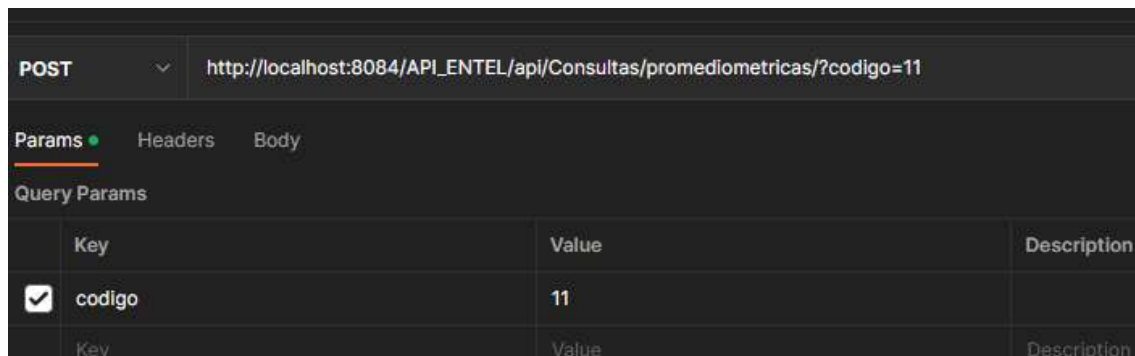 POST http://localhost:8084/API_ENTEL/api/Consultas/promediometricas/?codigo=11
Params Headers Body
Query Params
Key Value Description
codigo 11
Key Value Description